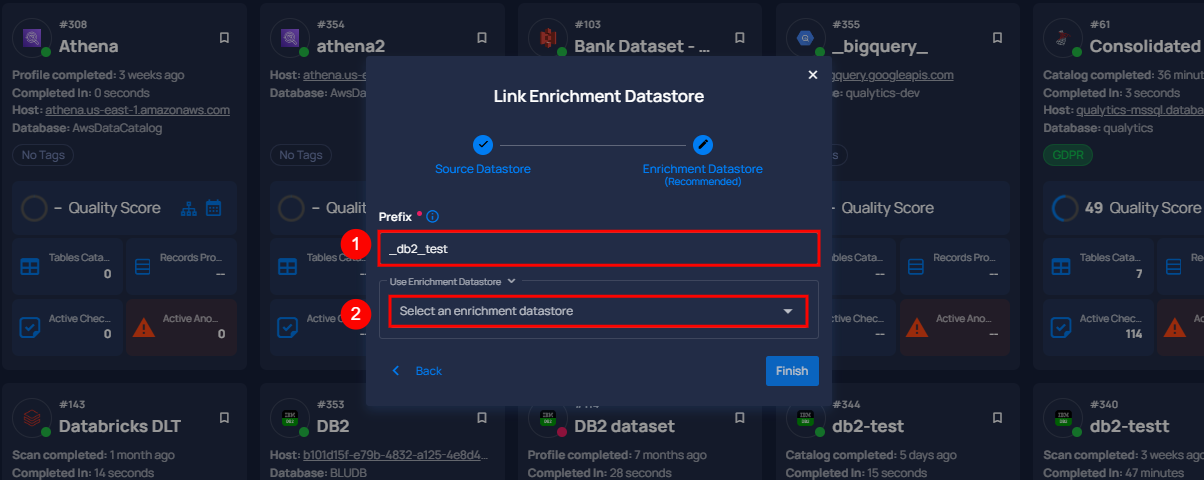 #308
Athena
Profile completed: 3 weeks ago
Completed In: 0 seconds
Host: athena.us-east-1.amazonaws.com
Database: AwsDataCatalog
No Tags
– Quality Score
Tables Cata...
0
Records Pro...
--
Active Chec...
0
Active Ano...
0
#354
athena2
Host: athena.us-e
Database: AwsDa
No Tags
Tables Cata
Active C
#103
Bank Dataset - ...
#355
_bigquery_
gquery.googleapis.com
qualytics-dev
Quality Score
Tables Cata...
--
Records Pro...
--
Active Chec...
--
Active Ano...
--
#61
Consolidated
Catalog completed: 36 minut
Completed In: 3 seconds
Host: qualytics-mssql.databa
Database: qualytics
GDPR
49 Quality Score
Tables Cata...
7
Active Chec...
114
Link Enrichment Datastore
Source Datastore
Enrichment Datastore
(Recommended)
Prefix *
1
_db2_test
Use Enrichment Datastore
2
Select an enrichment datastore
Back
Finish
#143
Databricks DLT
Scan completed: 1 month ago
Completed In: 14 seconds
#353
DB2
Host: b101d15f-e79b-4832-a125-4e8d4...
Database: BLUDB
DB2 dataset
Profile completed: 7 months ago
Completed In: 28 seconds
#344
db2-test
Catalog completed: 5 days ago
Completed In: 15 seconds
#340
db2-testt
Scan completed: 3 weeks ago
Completed In: 47 minutes